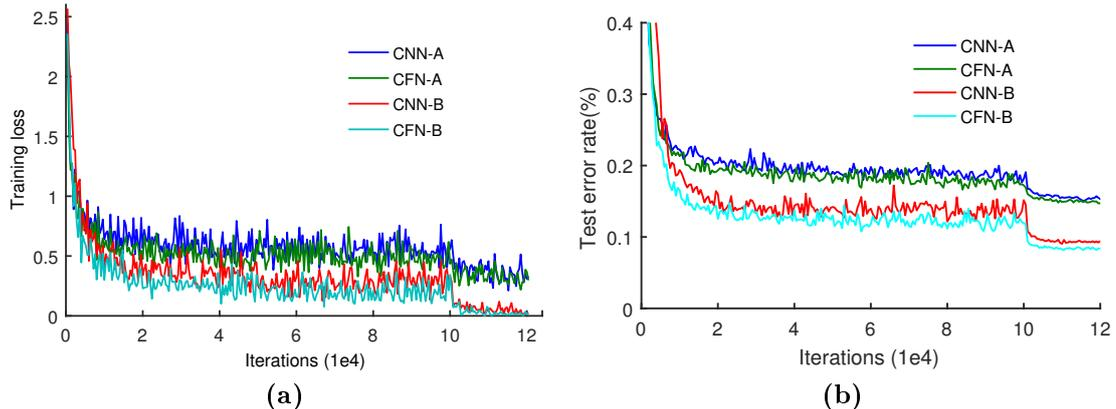 2.5
2
1.5
1
0.5
0
Training loss
CNN-A
CFN-A
CNN-B
CFN-B
0 2 4 6 8 10 12
Iterations (1e4)
(a)
0.4
0.3
0.2
0.1
0
Test error rate(%)
CNN-A
CFN-A
CNN-B
CFN-B
0 2 4 6 8 10 12
Iterations (1e4)
(b)